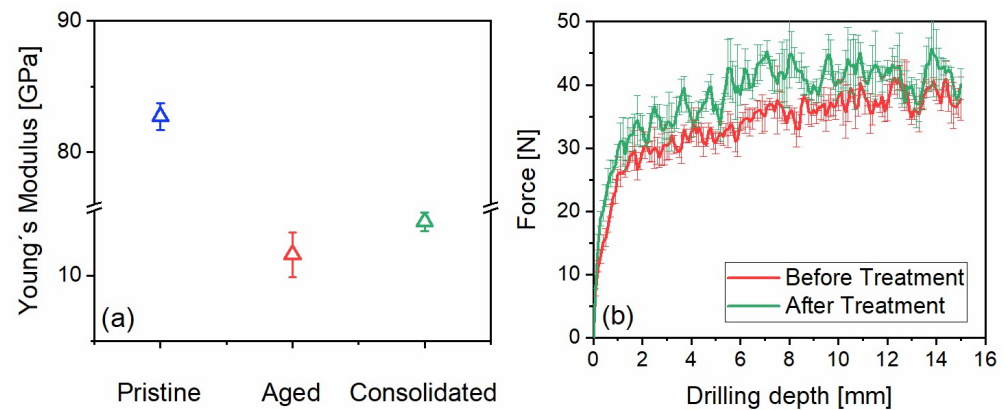 90
80
10
Young´s Modulus [GPa]
(a)
Pristine
Aged
Consolidated
50
40
30
20
10
0
Force [N]
Before Treatment
After Treatment
(b)
0 2 4 6 8 10 12 14 16
Drilling depth [mm]